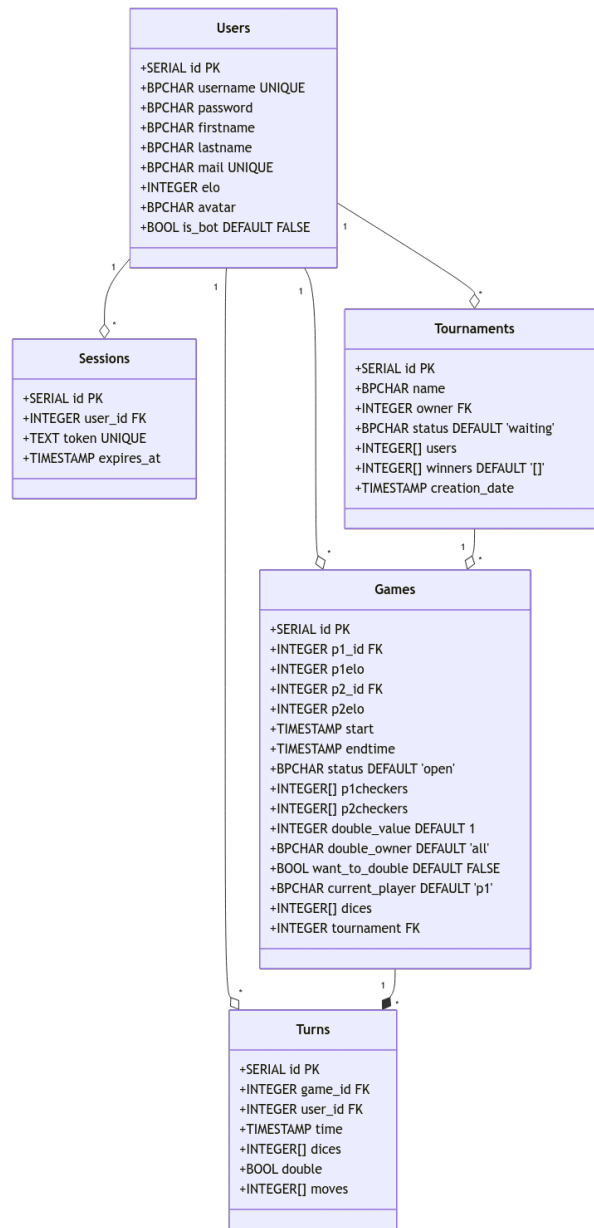 Users
+SERIAL id PK
+BPCHAR username UNIQUE
+BPCHAR password
+BPCHAR firstname
+BPCHAR lastname
+BPCHAR mail UNIQUE
+INTEGER elo
+BPCHAR avatar
+BOOL is_bot DEFAULT FALSE
1
1
1
1
*
*
Sessions
+SERIAL id PK
+INTEGER user_id FK
+TEXT token UNIQUE
+TIMESTAMP expires_at
Tournaments
+SERIAL id PK
+BPCHAR name
+INTEGER owner FK
+BPCHAR status DEFAULT 'waiting'
+INTEGER[] users
+INTEGER[] winners DEFAULT '[]'
+TIMESTAMP creation_date
1
*
*
Games
+SERIAL id PK
+INTEGER p1_id FK
+INTEGER p1elo
+INTEGER p2_id FK
+INTEGER p2elo
+TIMESTAMP start
+TIMESTAMP endtime
+BPCHAR status DEFAULT 'open'
+INTEGER[] p1checkers
+INTEGER[] p2checkers
+INTEGER double_value DEFAULT 1
+BPCHAR double_owner DEFAULT 'all'
+BOOL want_to_double DEFAULT FALSE
+BPCHAR current_player DEFAULT 'p1'
+INTEGER[] dices
+INTEGER tournament FK
1
*
*
Turns
+SERIAL id PK
+INTEGER game_id FK
+INTEGER user_id FK
+TIMESTAMP time
+INTEGER[] dices
+BOOL double
+INTEGER[] moves